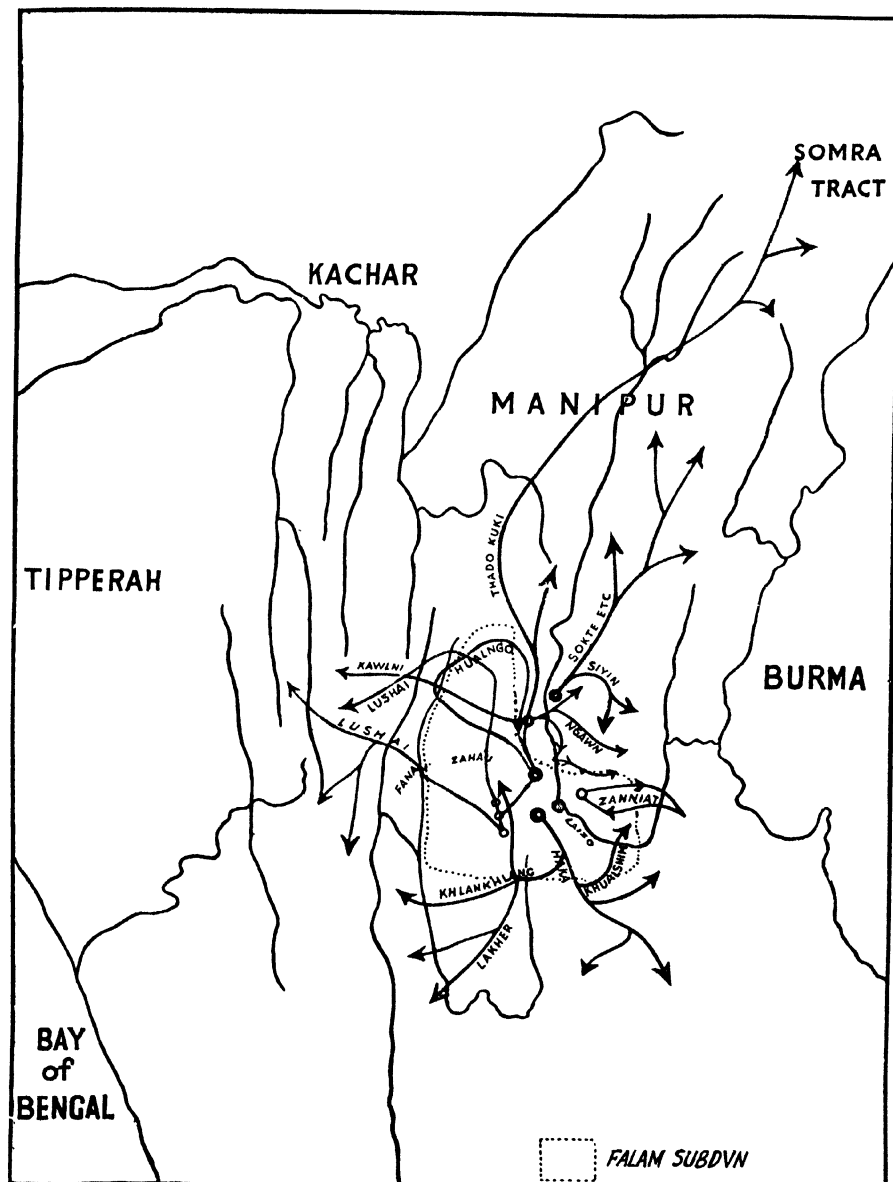 SOMRA
TRACT
KACHAR
MANIPUR
THADO KUKI
TIPPERAH
SOKTE ETC
HUALNGO
KAWLNI
SIYIN
LUSHAI
BURMA
LUSHAI
NGAWN
ZAHAU
FANAI
ZANNIAT
LAIZO
HAKA
KHUALSHIM
KHLANKHLANG
LAKHER
BAY
of
BENGAL
FALAM SUBDVN